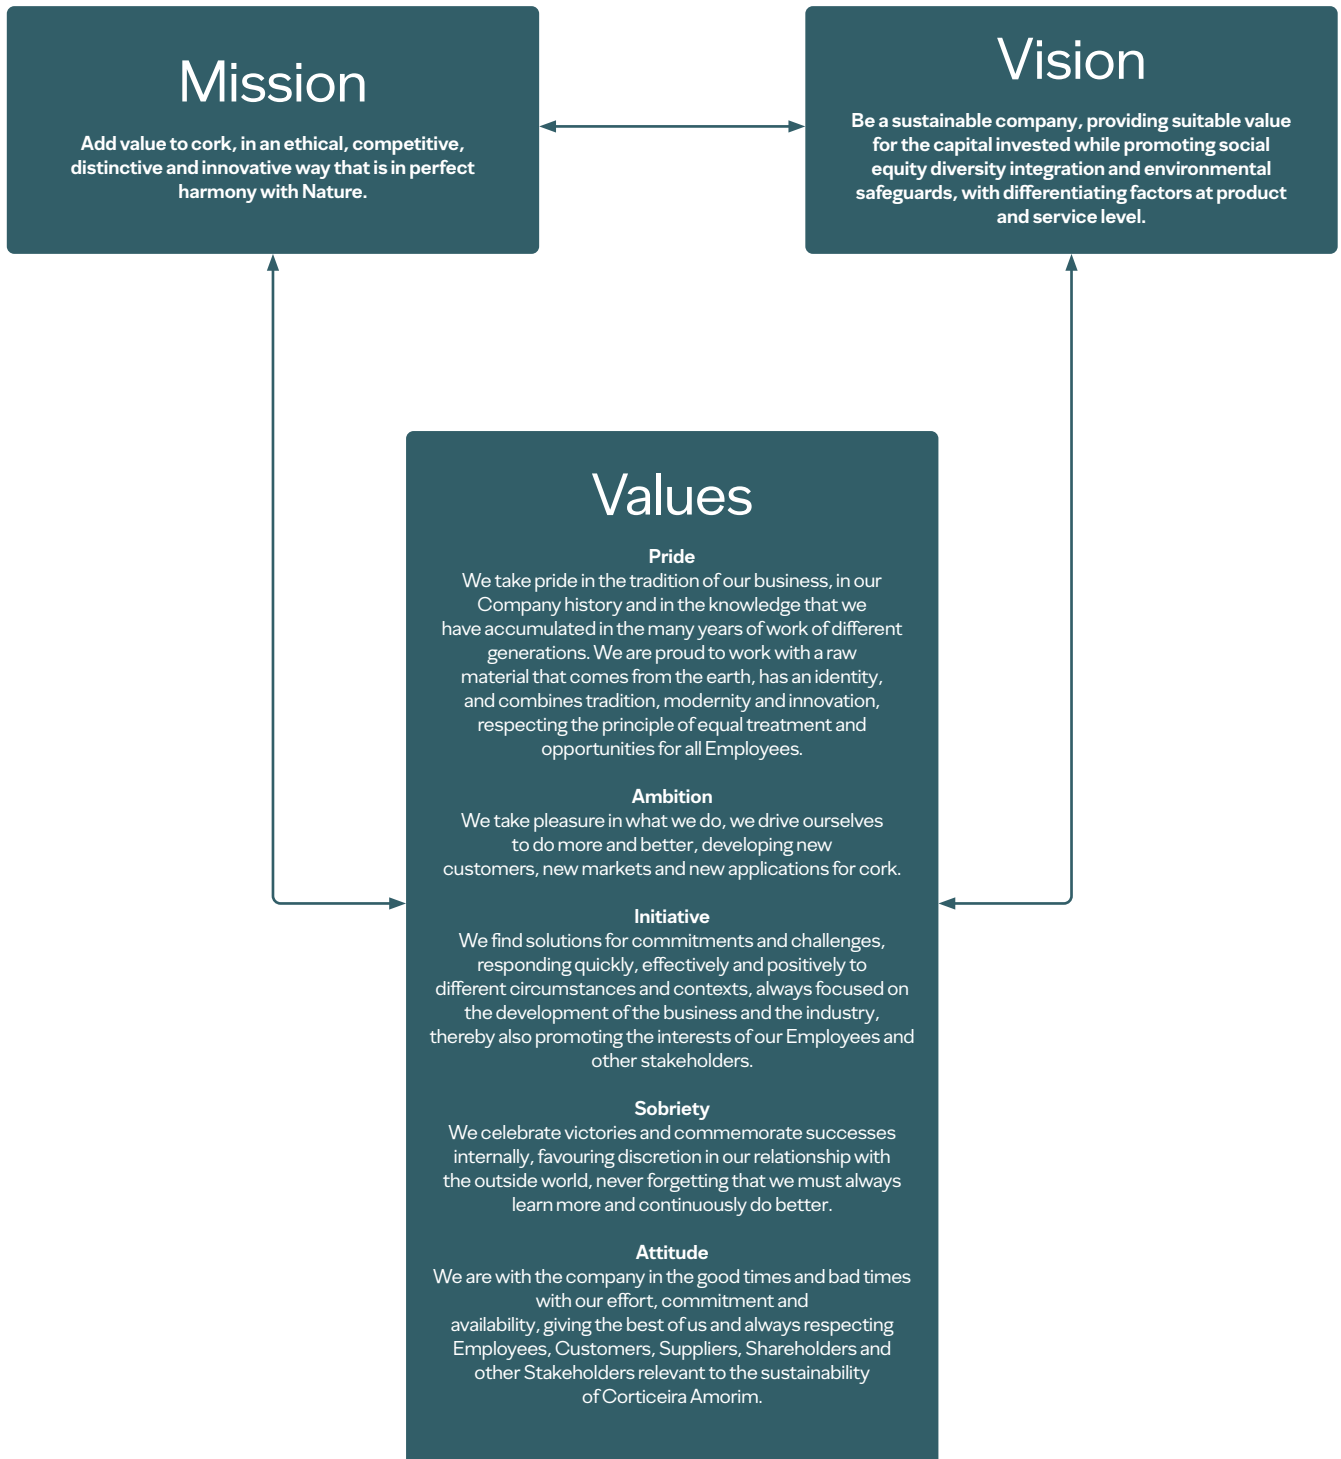 Mission
Add value to cork, in an ethical, competitive,
distinctive and innovative way that is in perfect
harmony with Nature.
Vision
Be a sustainable company, providing suitable value
for the capital invested while promoting social
equity diversity integration and environmental
safeguards, with differentiating factors at product
and service level.
Values
Pride
We take pride in the tradition of our business, in our
Company history and in the knowledge that we
have accumulated in the many years of work of different
generations. We are proud to work with a raw
material that comes from the earth, has an identity,
and combines tradition, modernity and innovation,
respecting the principle of equal treatment and
opportunities for all Employees.
Ambition
We take pleasure in what we do, we drive ourselves
to do more and better, developing new
customers, new markets and new applications for cork.
Initiative
We find solutions for commitments and challenges,
responding quickly, effectively and positively to
different circumstances and contexts, always focused on
the development of the business and the industry,
thereby also promoting the interests of our Employees and
other stakeholders.
Sobriety
We celebrate victories and commemorate successes
internally, favouring discretion in our relationship with
the outside world, never forgetting that we must always
learn more and continuously do better.
Attitude
We are with the company in the good times and bad times
with our effort, commitment and
availability, giving the best of us and always respecting
Employees, Customers, Suppliers, Shareholders and
other Stakeholders relevant to the sustainability
of Corticeira Amorim.